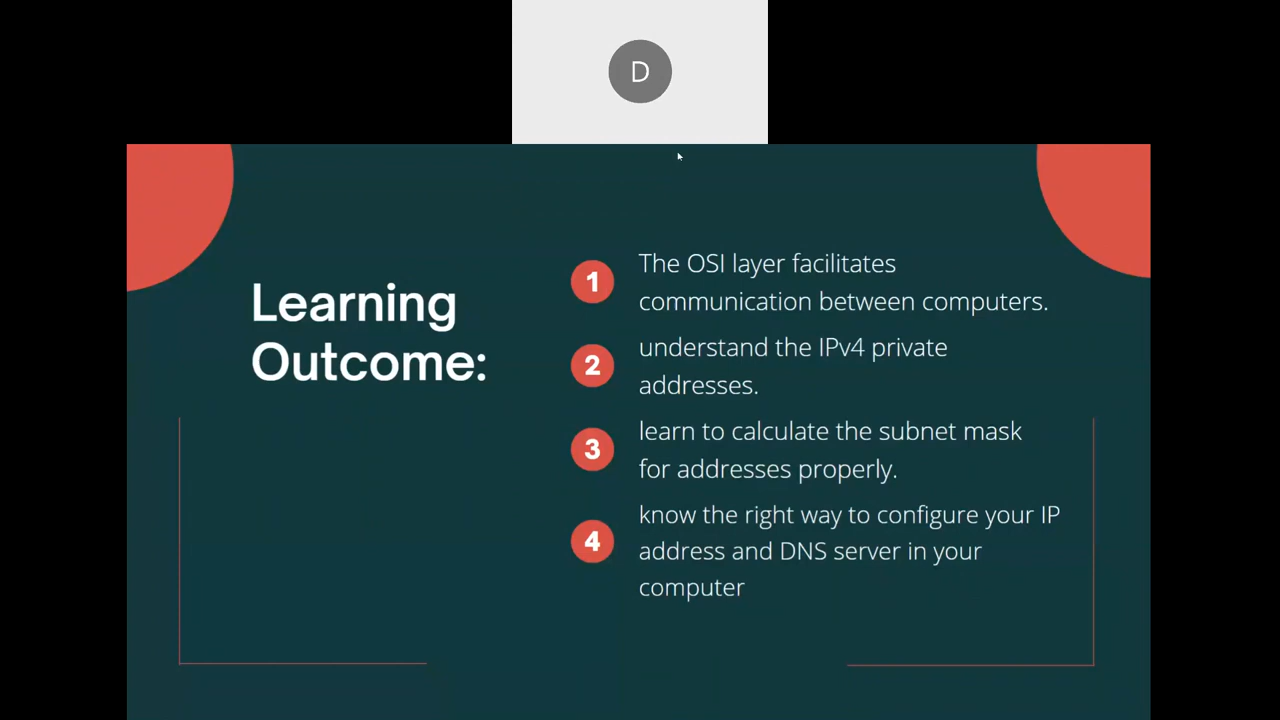 D
Learning
Outcome:
1 The OSI layer facilitates
communication between computers.
2 understand the IPv4 private
addresses.
3 learn to calculate the subnet mask
for addresses properly.
4 know the right way to configure your IP
address and DNS server in your
computer